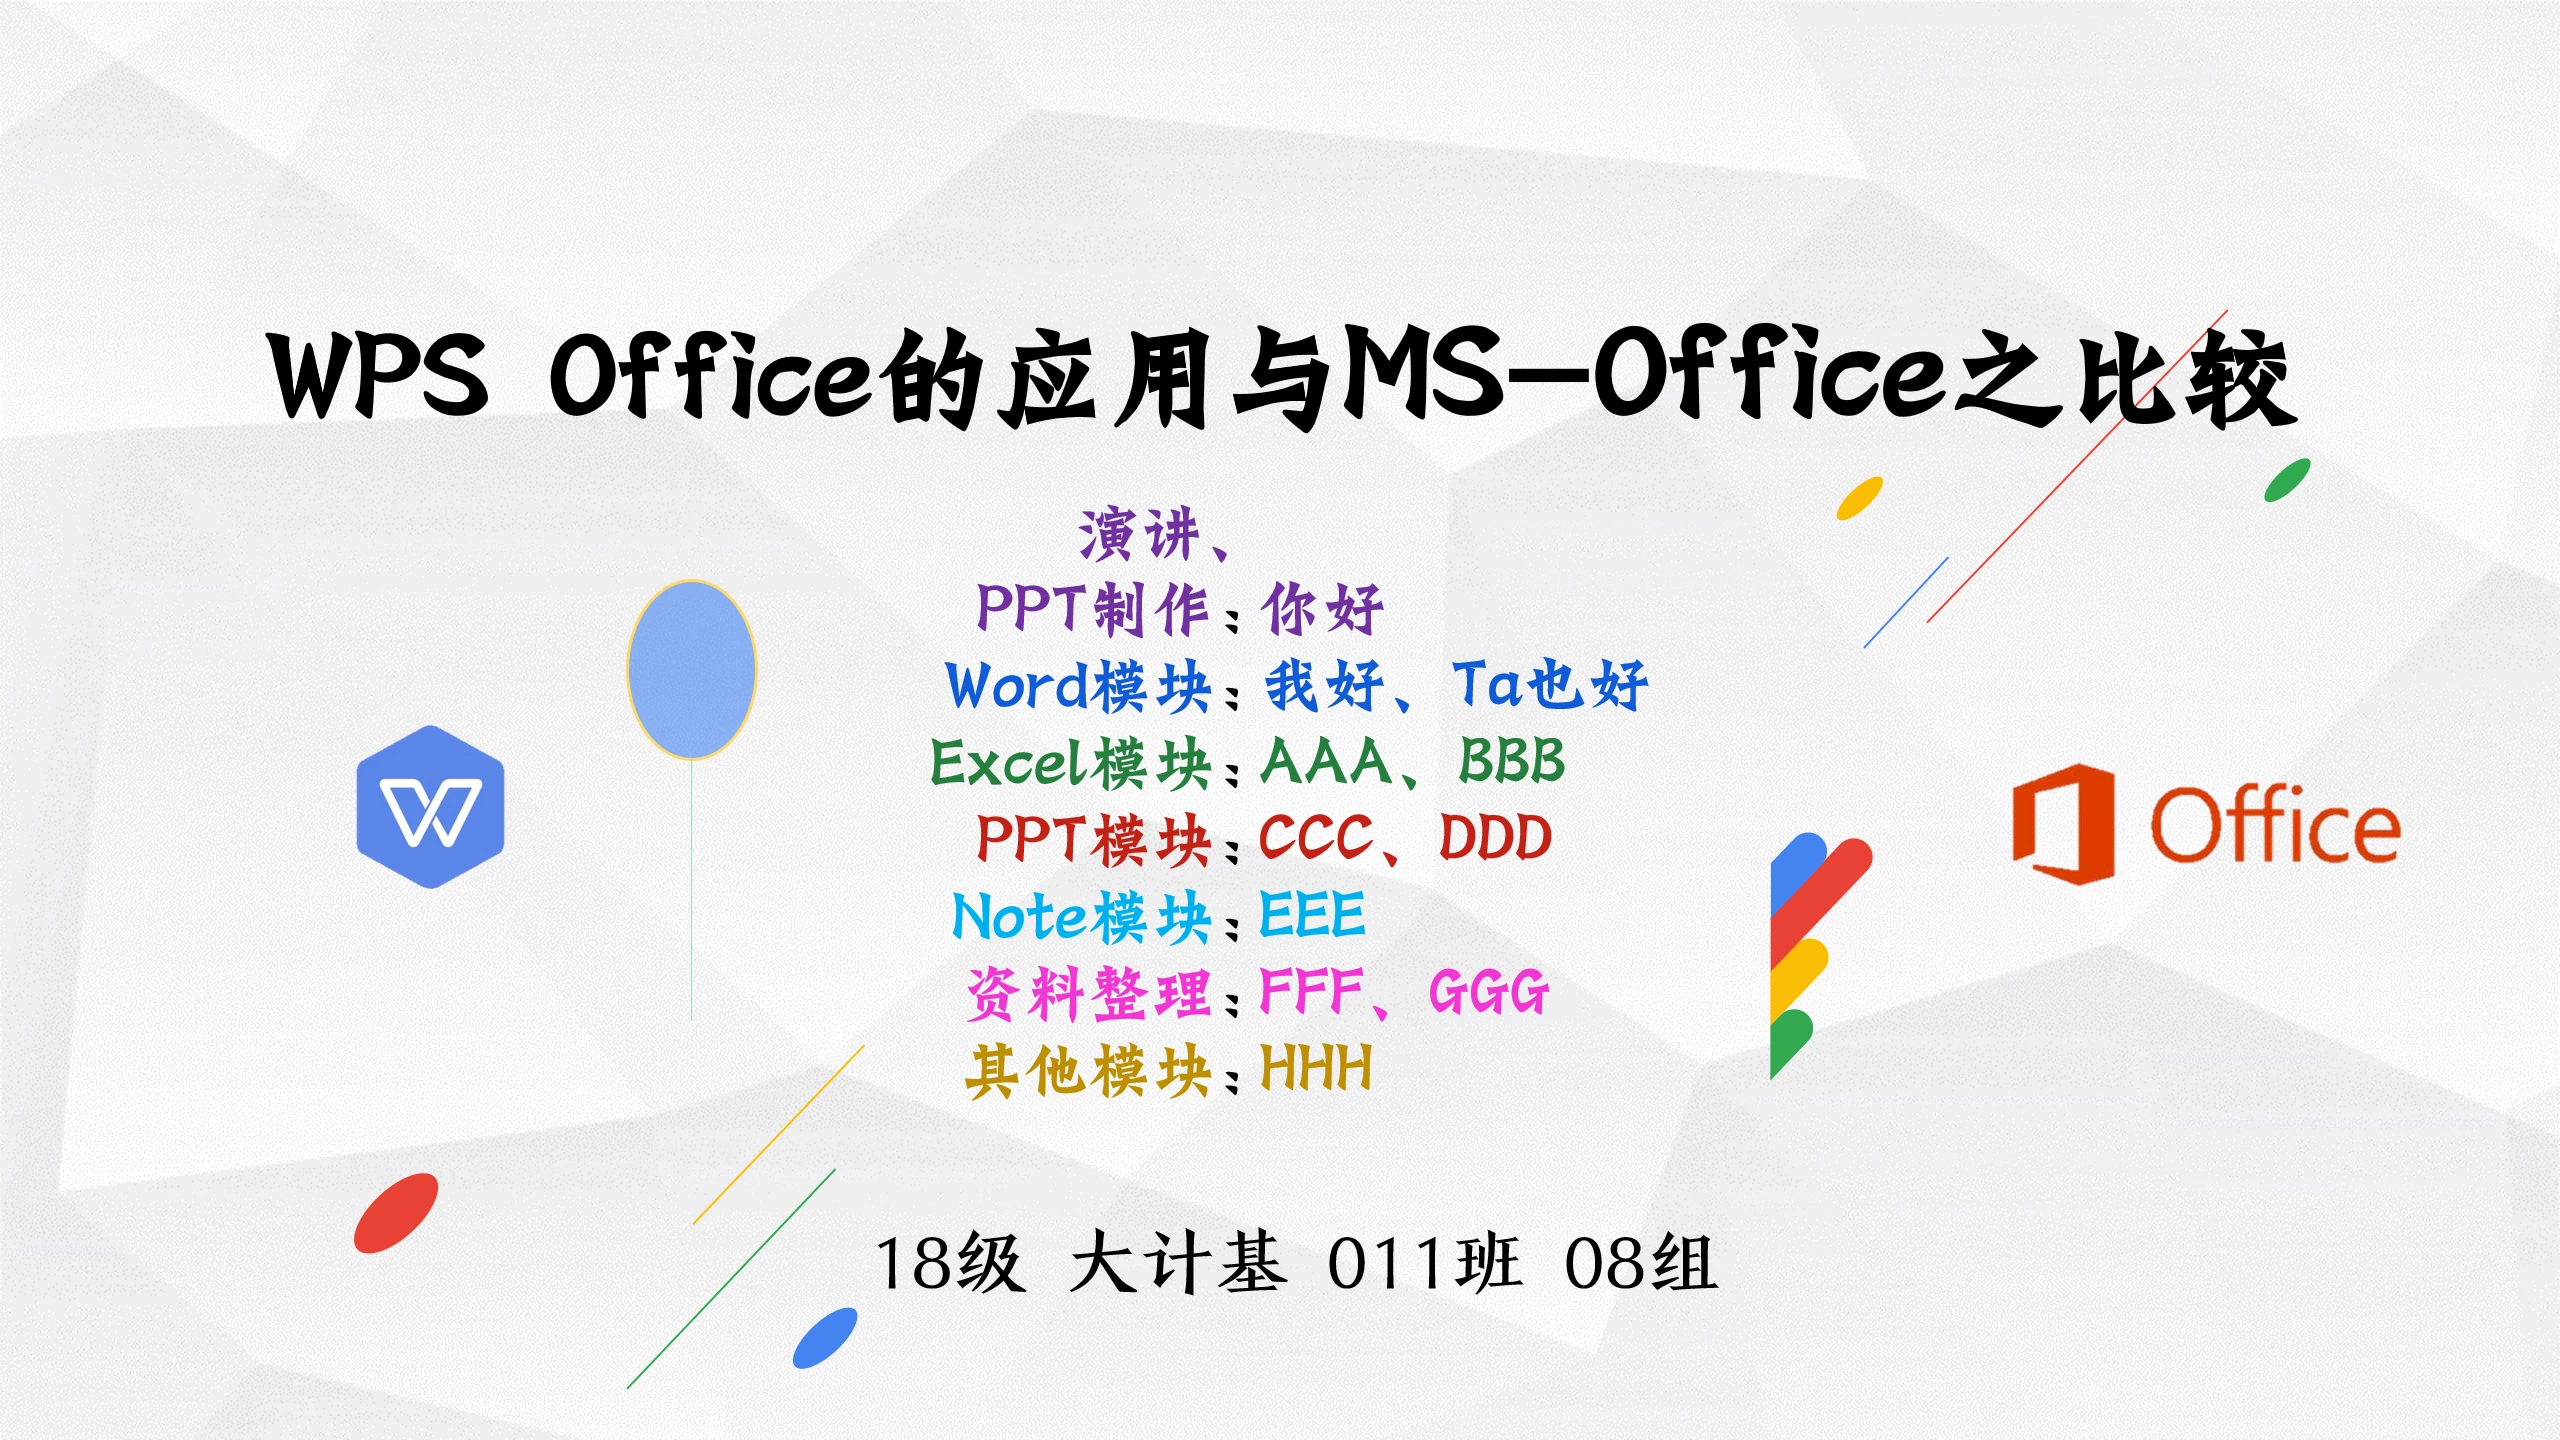 WPS Office的应用与MS-Office之比较
演讲、
PPT制作：你好
Word模块：我好、Ta也好
Excel模块：AAA、BBB
PPT模块：CCC、DDD
Note模块：EEE
资料整理：FFF、GGG
其他模块：HHH
W
Office
18级 大计基 011班 08组